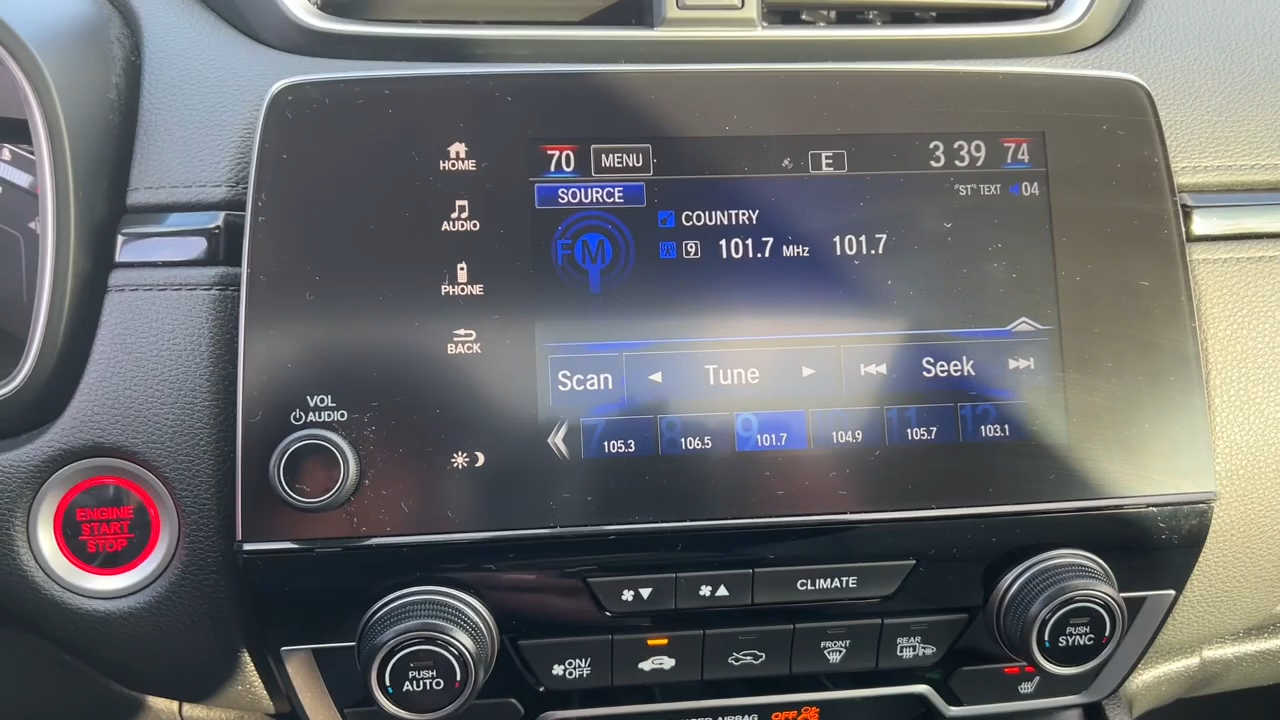 HOME
AUDIO
PHONE
BACK
VOL
AUDIO
70 MENU E 3 39 74
SOURCE
"ST" TEXT 04
FM
COUNTRY
9 101.7 MHz 101.7
Scan Tune Seek
7 105.3 8 106.5 9 101.7 104.9 11 105.7 12 103.1
ENGINE
START
STOP
CLIMATE
ON/
OFF
FRONT
REAR
PUSH
AUTO
PUSH
SYNC
AIRBAG OFF